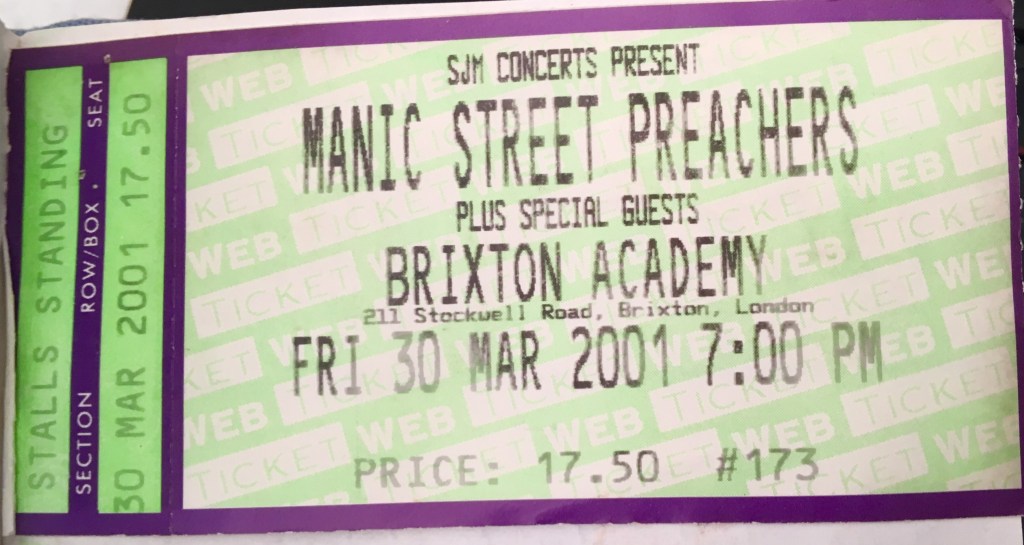 STALLS STANDING
SECTION ROW/BOX. SEAT
30 MAR 2001 17.50
SJM CONCERTS PRESENT
MANIC STREET PREACHERS
PLUS SPECIAL GUESTS
BRIXTON ACADEMY
211 Stockwell Road, Brixton, London
FRI 30 MAR 2001 7:00 PM
PRICE: 17.50 #173
WEB TICKET